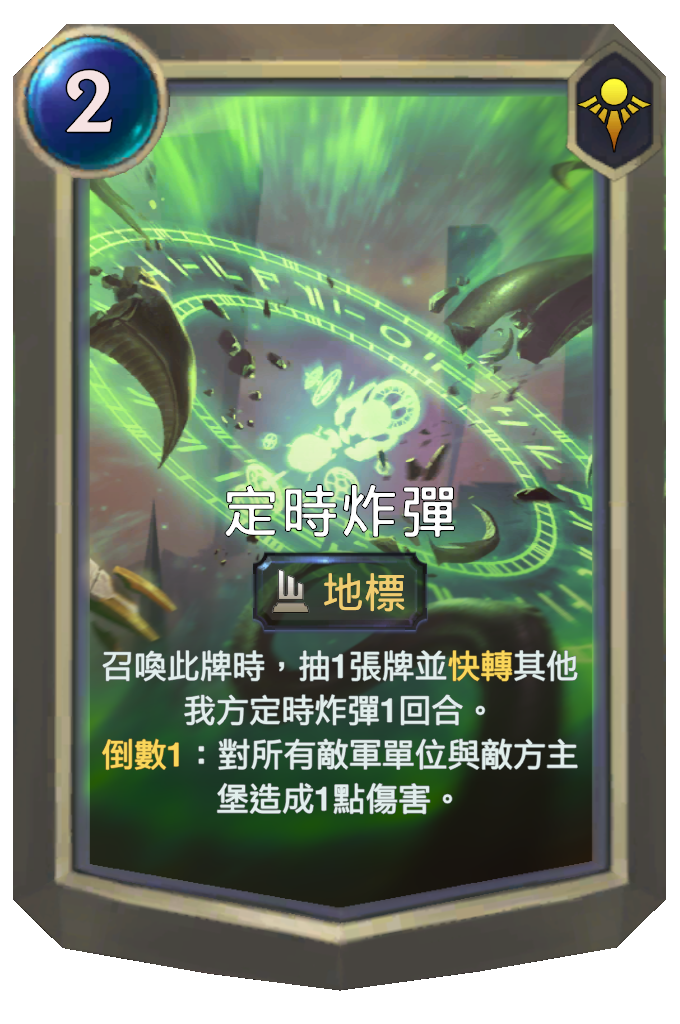 2
定時炸彈
地標
召喚此牌時，抽1張牌並快轉其他
我方定時炸彈1回合。
倒數1：對所有敵軍單位與敵方主
堡造成1點傷害。